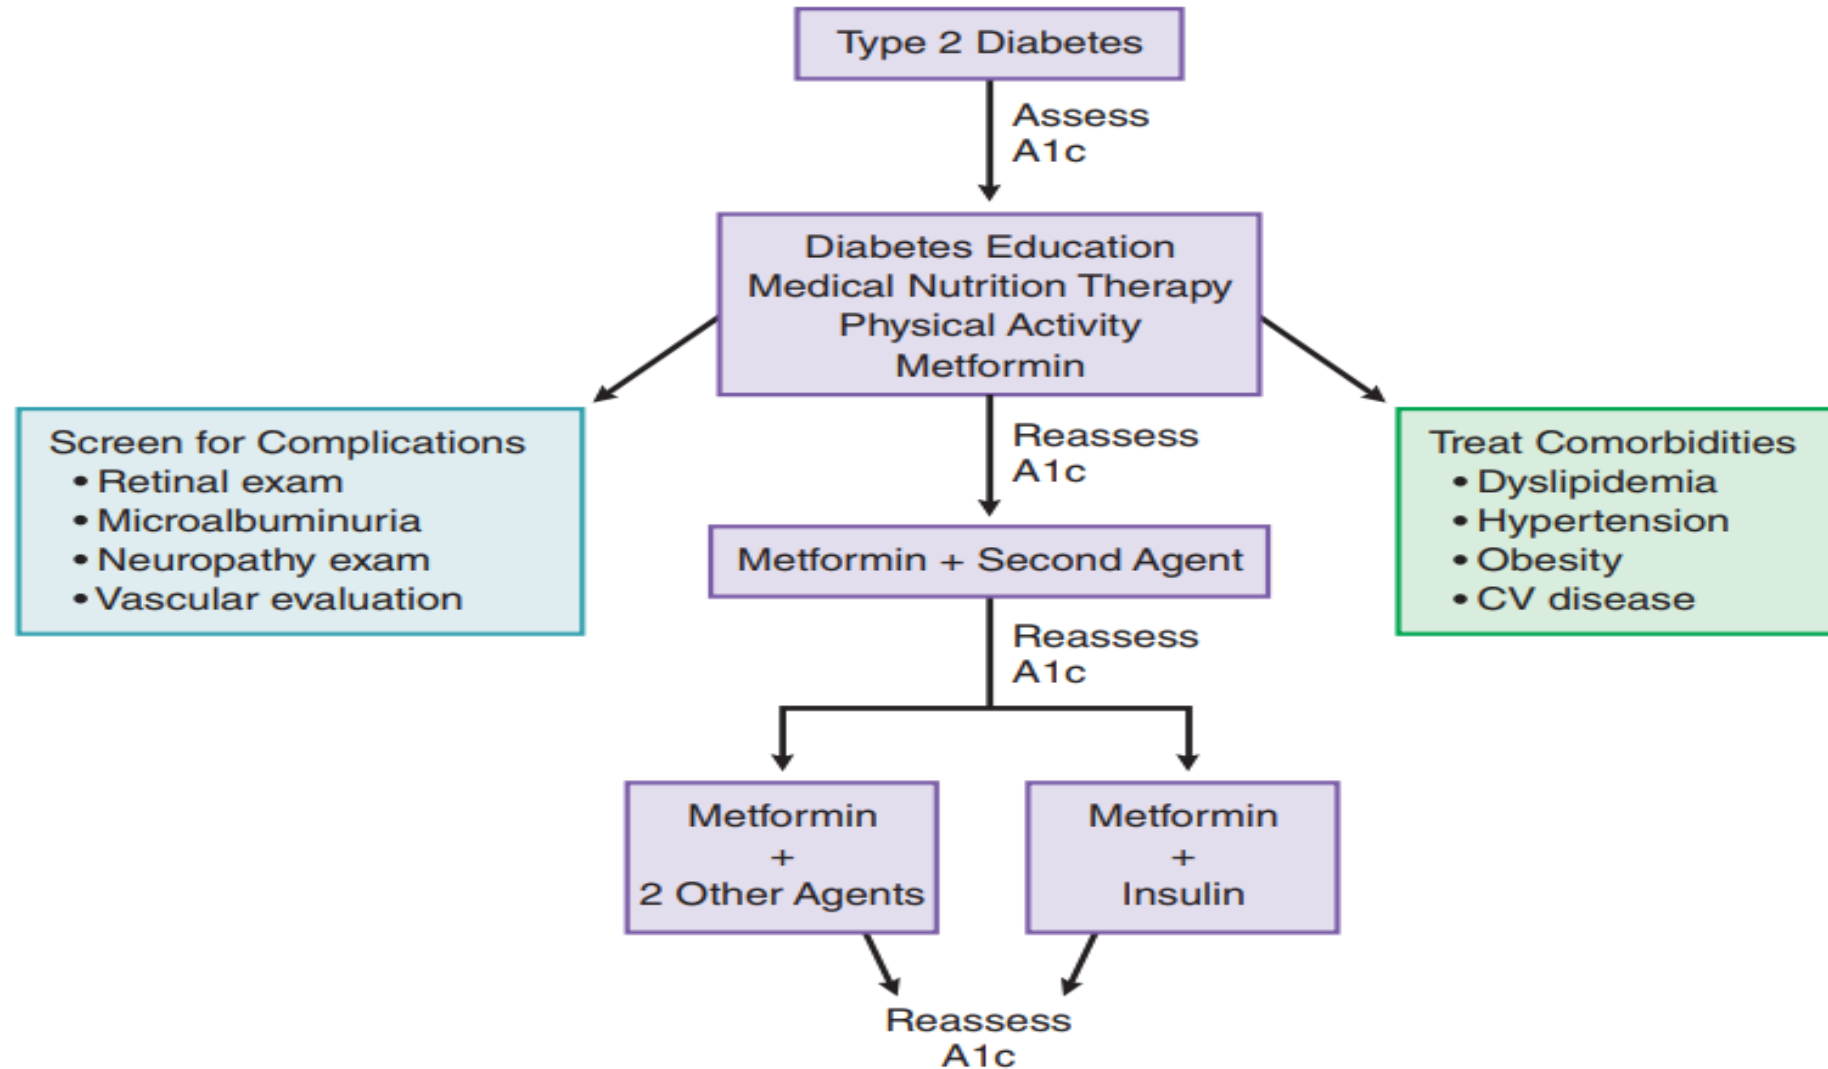 Type 2 Diabetes
Assess
A1c
Diabetes Education
Medical Nutrition Therapy
Physical Activity
Metformin
Screen for Complications
• Retinal exam
• Microalbuminuria
• Neuropathy exam
• Vascular evaluation
Reassess
A1c
Treat Comorbidities
• Dyslipidemia
• Hypertension
• Obesity
• CV disease
Metformin + Second Agent
Reassess
A1c
Metformin
+
2 Other Agents
Metformin
+
Insulin
Reassess
A1c